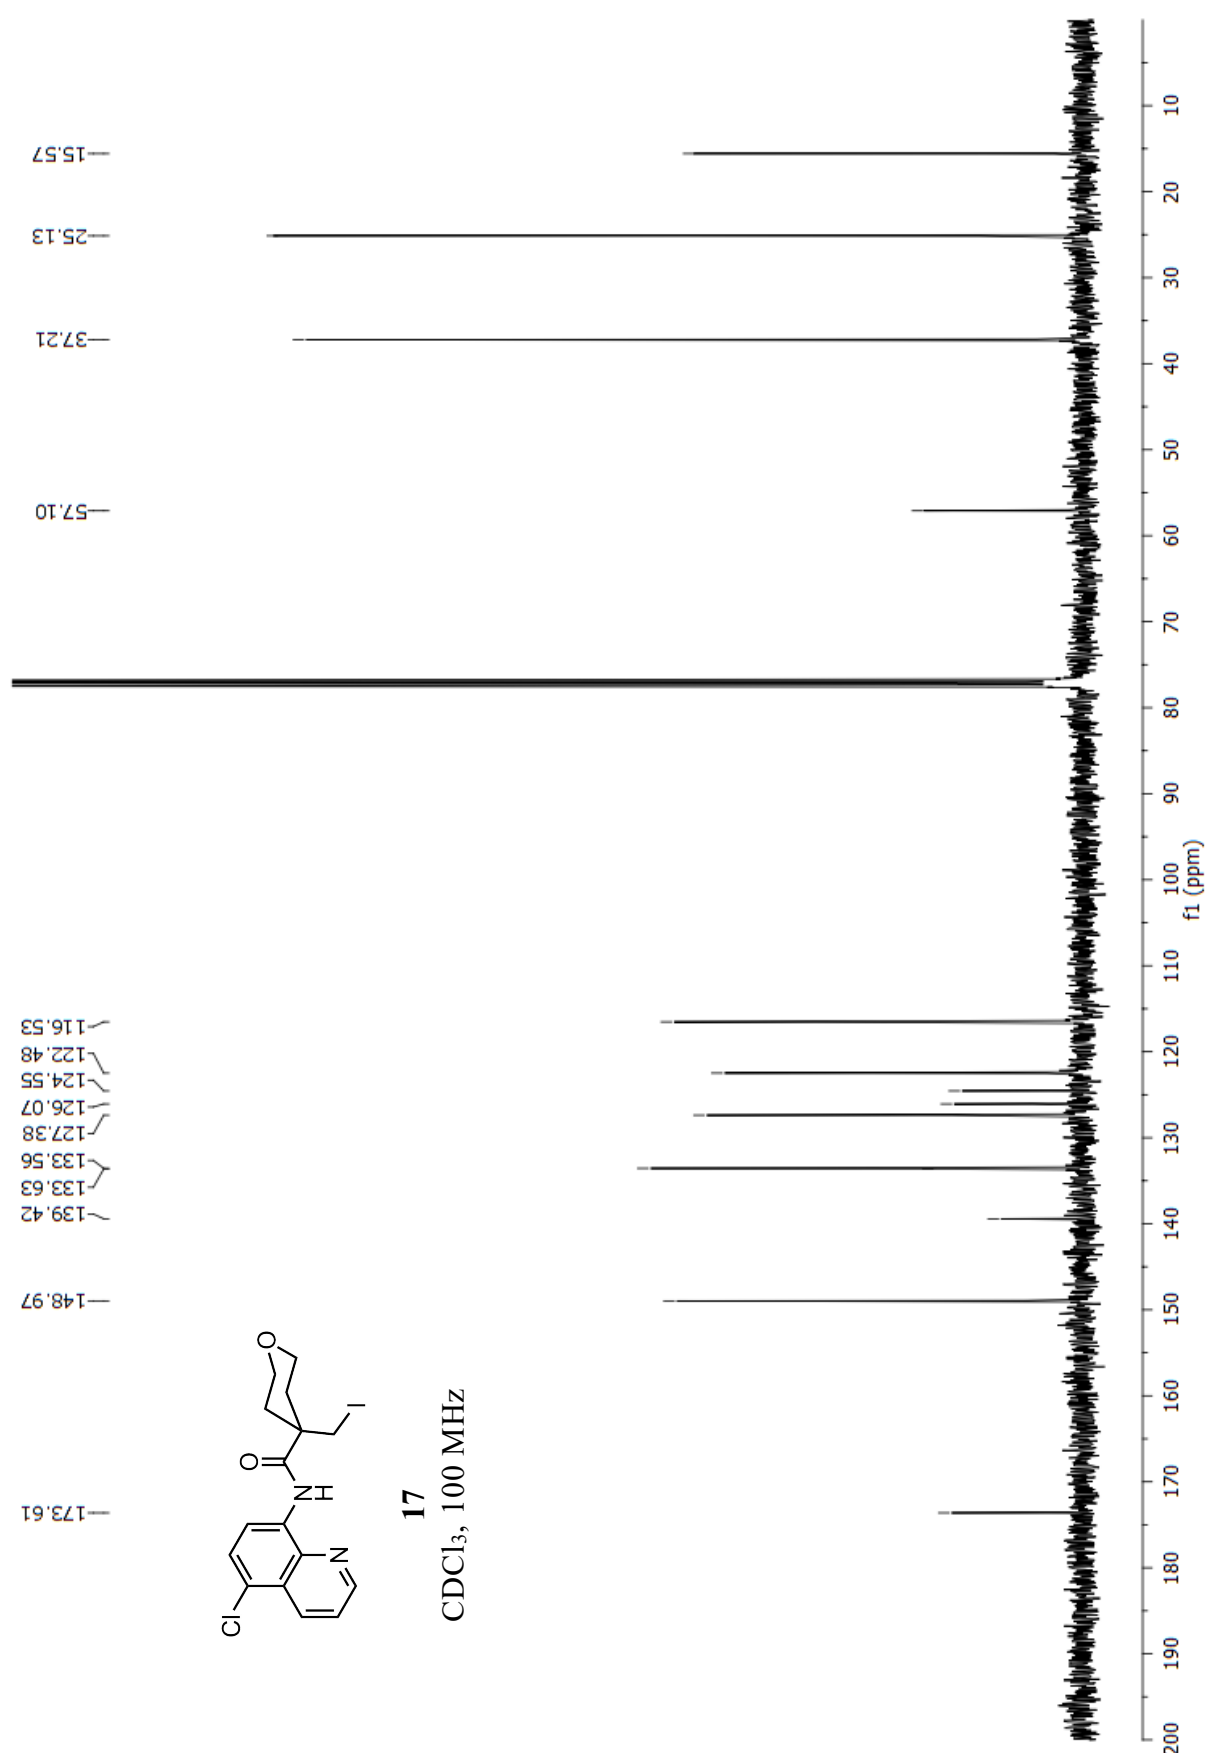 173.61
148.97
139.42
133.63
133.56
127.38
126.07
124.55
122.48
116.53
57.10
37.21
25.13
15.57
Cl
N
N
H
O
I
O
17
CDCl₃, 100 MHz
200 190 180 170 160 150 140 130 120 110 100 90 80 70 60 50 40 30 20 10
f1 (ppm)